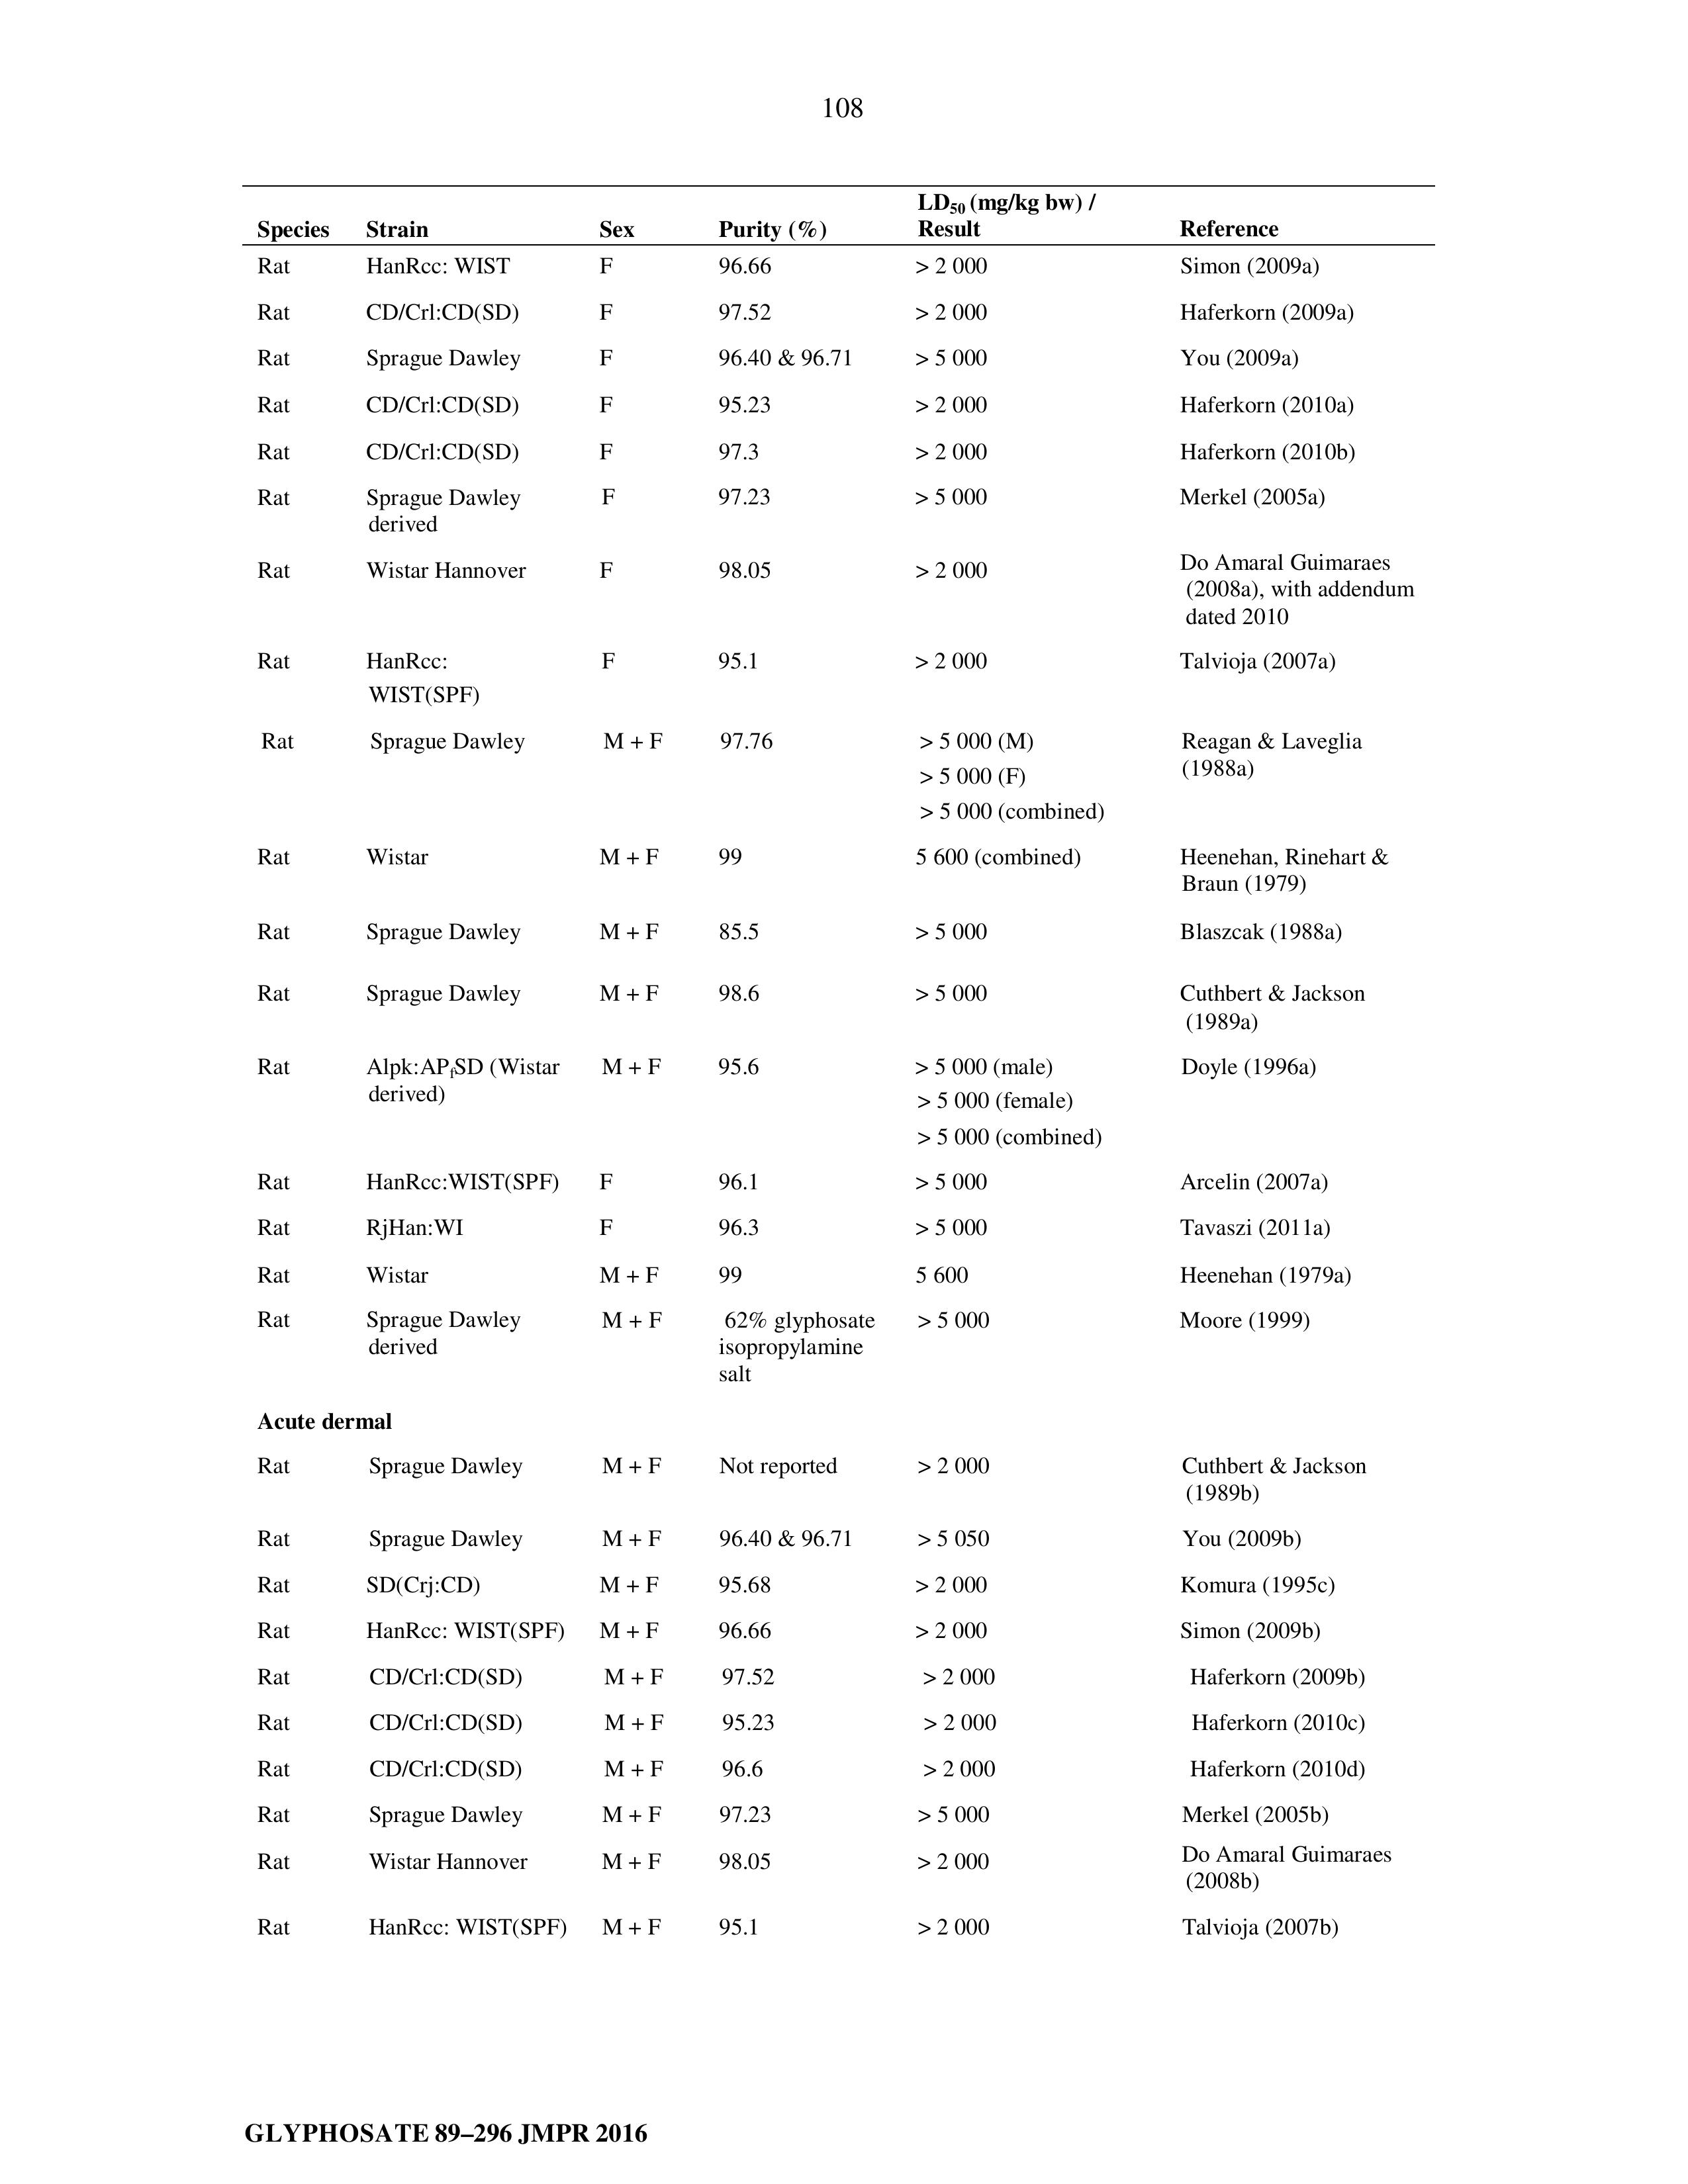 108
LD50 (mg/kg bw) /
Species Strain Sex Purity (%) Result Reference
Rat HanRcc: WIST F 96.66 > 2 000 Simon (2009a)
Rat CD/Crl:CD(SD) F 97.52 > 2 000 Haferkorn (2009a)
Rat Sprague Dawley F 96.40 & 96.71 > 5 000 You (2009a)
Rat CD/Crl:CD(SD) F 95.23 > 2 000 Haferkorn (2010a)
Rat CD/Crl:CD(SD) F 97.3 > 2 000 Haferkorn (2010b)
Rat Sprague Dawley F 97.23 > 5 000 Merkel (2005a)
derived
Rat Wistar Hannover F 98.05 > 2 000 Do Amaral Guimaraes
(2008a), with addendum
dated 2010
Rat HanRcc: F 95.1 > 2 000 Talvioja (2007a)
WIST(SPF)
Rat Sprague Dawley M + F 97.76 > 5 000 (M) Reagan & Laveglia
(1988a)
> 5 000 (F)
> 5 000 (combined)
Rat Wistar M + F 99 5 600 (combined) Heenehan, Rinehart &
Braun (1979)
Rat Sprague Dawley M + F 85.5 > 5 000 Blaszcak (1988a)
Rat Sprague Dawley M + F 98.6 > 5 000 Cuthbert & Jackson
(1989a)
Rat Alpk:APfSD (Wistar M + F 95.6 > 5 000 (male) Doyle (1996a)
derived)
> 5 000 (female)
> 5 000 (combined)
Rat HanRcc:WIST(SPF) F 96.1 > 5 000 Arcelin (2007a)
Rat RjHan:WI F 96.3 > 5 000 Tavaszi (2011a)
Rat Wistar M + F 99 5 600 Heenehan (1979a)
Rat Sprague Dawley M + F 62% glyphosate > 5 000 Moore (1999)
derived isopropylamine
salt
Acute dermal
Rat Sprague Dawley M + F Not reported > 2 000 Cuthbert & Jackson
(1989b)
Rat Sprague Dawley M + F 96.40 & 96.71 > 5 050 You (2009b)
Rat SD(Crj:CD) M + F 95.68 > 2 000 Komura (1995c)
Rat HanRcc: WIST(SPF) M + F 96.66 > 2 000 Simon (2009b)
Rat CD/Crl:CD(SD) M + F 97.52 > 2 000 Haferkorn (2009b)
Rat CD/Crl:CD(SD) M + F 95.23 > 2 000 Haferkorn (2010c)
Rat CD/Crl:CD(SD) M + F 96.6 > 2 000 Haferkorn (2010d)
Rat Sprague Dawley M + F 97.23 > 5 000 Merkel (2005b)
Rat Wistar Hannover M + F 98.05 > 2 000 Do Amaral Guimaraes
(2008b)
Rat HanRcc: WIST(SPF) M + F 95.1 > 2 000 Talvioja (2007b)
GLYPHOSATE 89–296 JMPR 2016